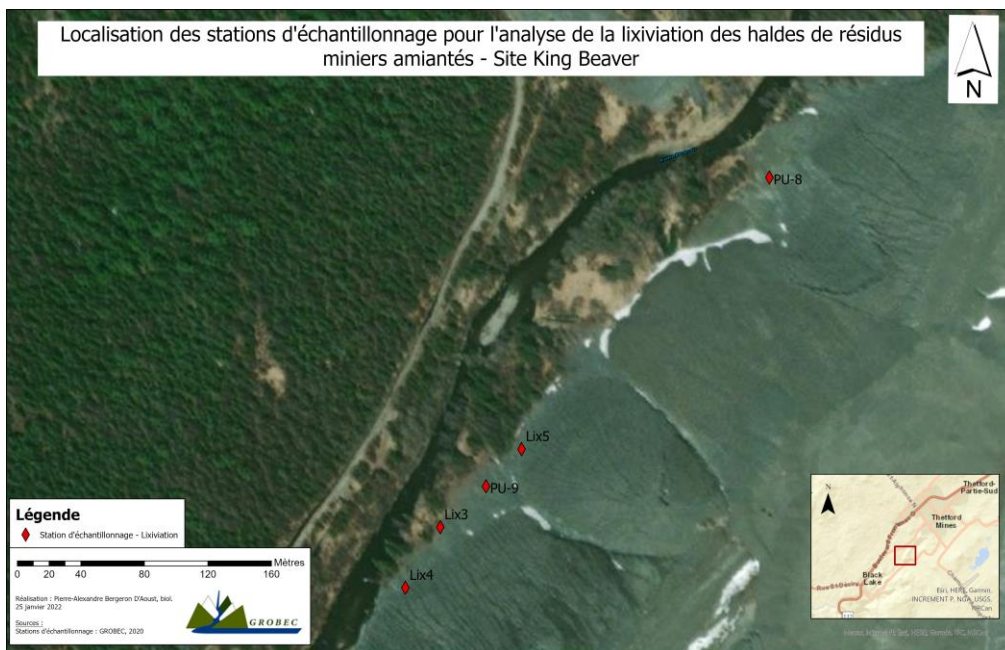 Localisation des stations d'échantillonnage pour l'analyse de la lixiviation des haldes de résidus
miniers amiantés - Site King Beaver
N
PU-8
Lix5
PU-9
Lix3
Lix4
Légende
Station d'échantillonnage - Lixiviation
Mètres
0 20 40 80 120 160
Réalisation : Pierre-Alexandre Bergeron D'Aoust, biol.
25 janvier 2022
Sources :
Stations d'échantillonnage : GROBEC, 2020
GROBEC
N
Thetford-
Partie-Sud
Thetford
Mines
Black
Lake
Esri, HERE, Garmin,
INCREMENT P, NGA, USGS,